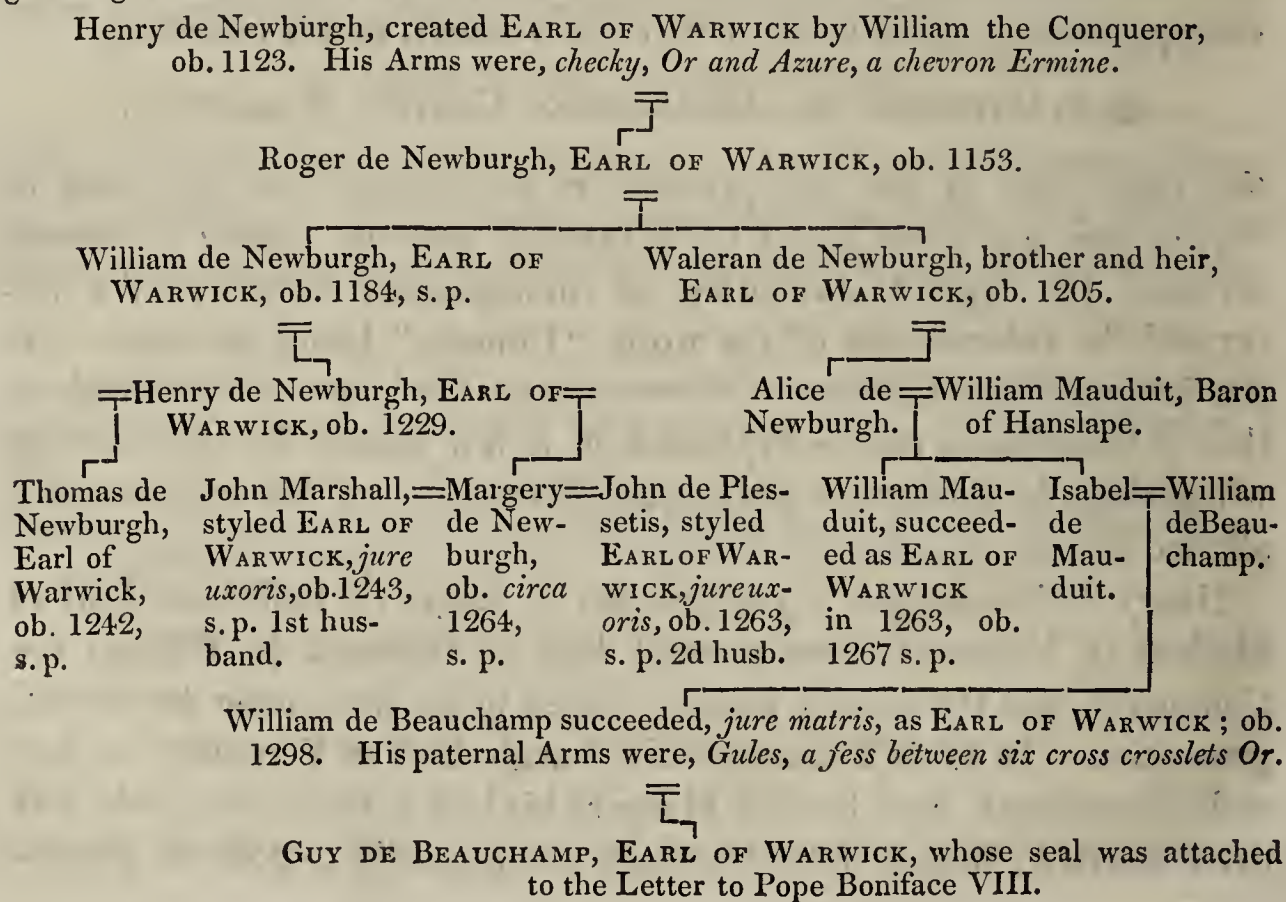 Henry de Newburgh, created EARL OF WARWICK by William the Conqueror,
ob. 1123. His Arms were, checky, Or and Azure, a chevron Ermine.
Roger de Newburgh, EARL OF WARWICK, ob. 1153.
William de Newburgh, EARL OF
WARWICK, ob. 1184, s. p.
Waleran de Newburgh, brother and heir,
EARL OF WARWICK, ob. 1205.
Henry de Newburgh, EARL OF
WARWICK, ob. 1229.
Alice de
Newburgh.
William Mauduit, Baron
of Hanslape.
Thomas de
Newburgh,
Earl of
Warwick,
ob. 1242,
s. p.
John Marshall,
styled EARL OF
WARWICK, jure
uxoris, ob. 1243,
s. p. 1st hus-
band.
Margery
de New-
burgh,
ob. circa
1264,
s. p.
John de Ples-
setis, styled
EARL OF WAR-
WICK, jure ux-
oris, ob. 1263,
s. p. 2d husb.
William Mau-
duit, succeed-
ed as EARL OF
WARWICK
in 1263, ob.
1267 s. p.
Isabel
de
Mau-
duit.
William
de Beau-
champ.
William de Beauchamp succeeded, jure matris, as EARL OF WARWICK ; ob.
1298. His paternal Arms were, Gules, a fess between six cross crosslets Or.
GUY DE BEAUCHAMP, EARL OF WARWICK, whose seal was attached
to the Letter to Pope Boniface VIII.